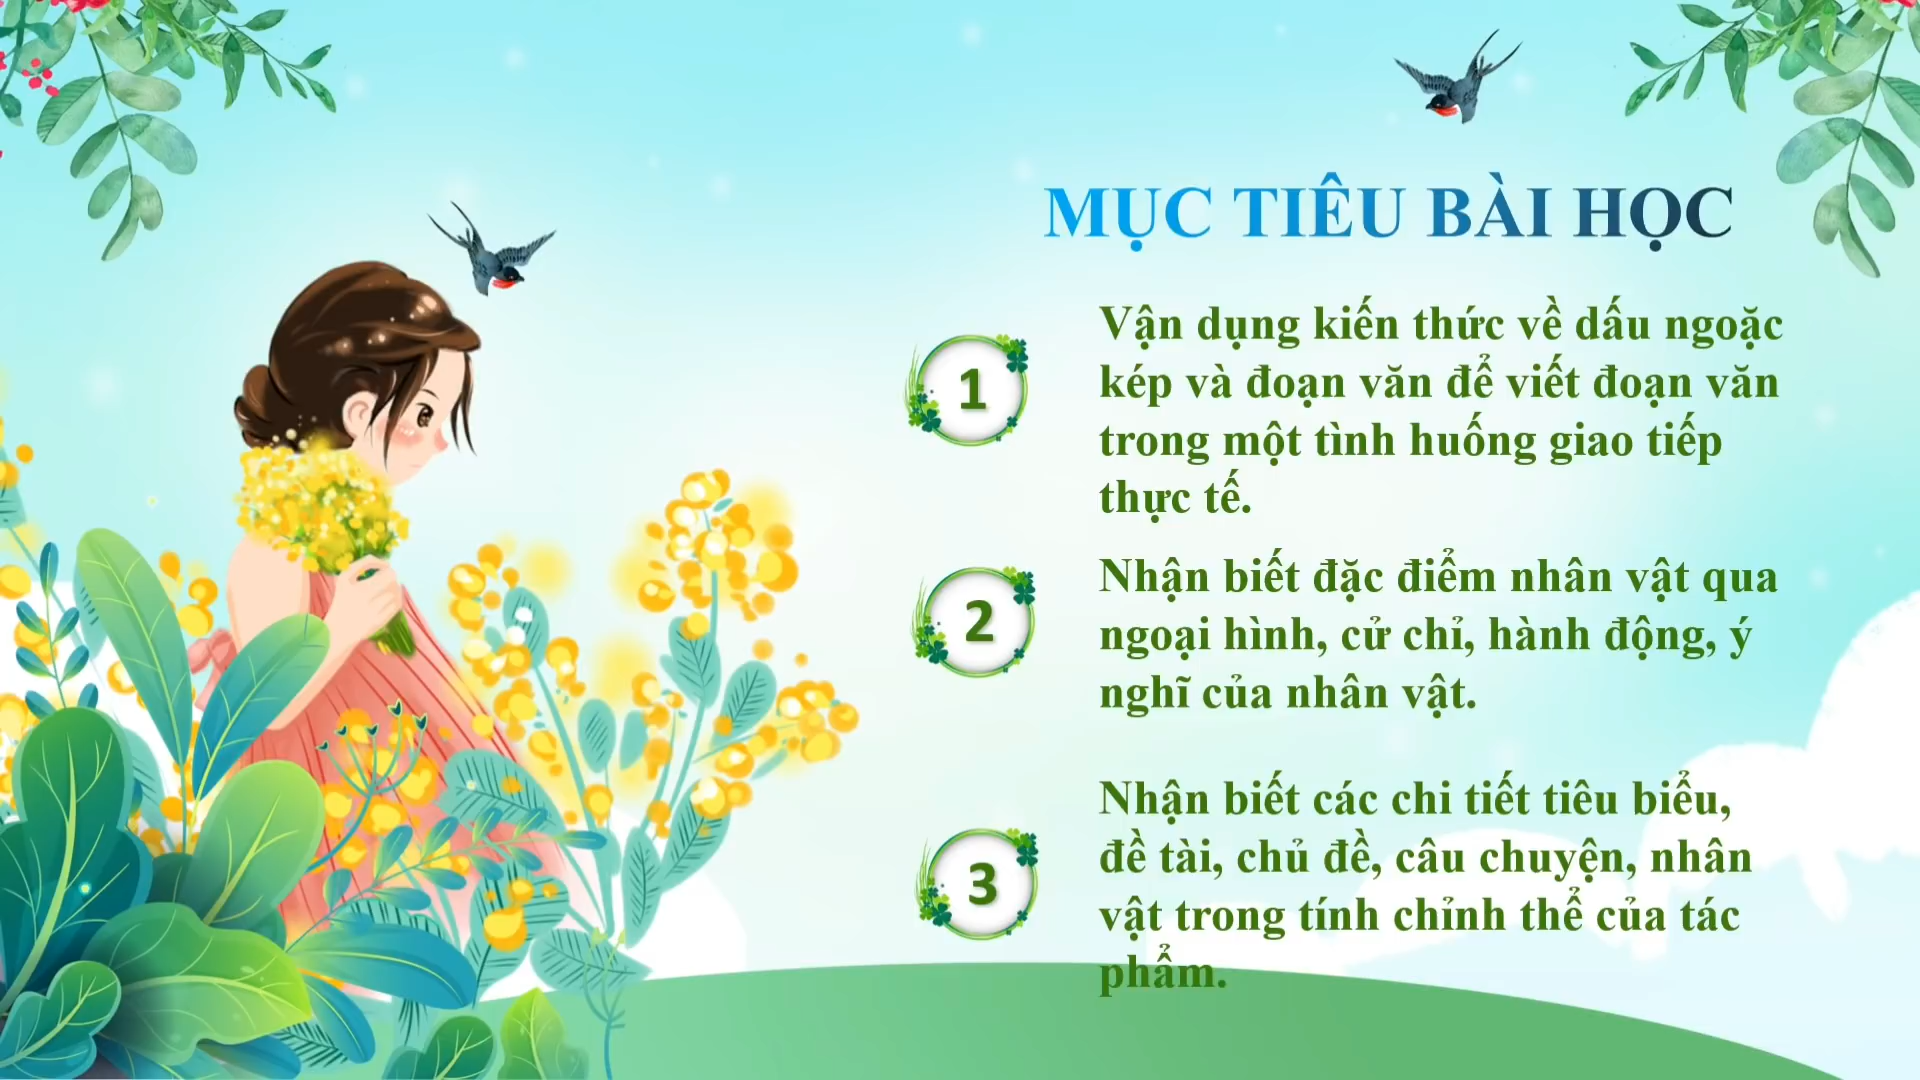 MỤC TIÊU BÀI HỌC
1
Vận dụng kiến thức về dấu ngoặc
kép và đoạn văn để viết đoạn văn
trong một tình huống giao tiếp
thực tế.
2
Nhận biết đặc điểm nhân vật qua
ngoại hình, cử chỉ, hành động, ý
nghĩ của nhân vật.
3
Nhận biết các chi tiết tiêu biểu,
đề tài, chủ đề, câu chuyện, nhân
vật trong tính chỉnh thể của tác
phẩm.